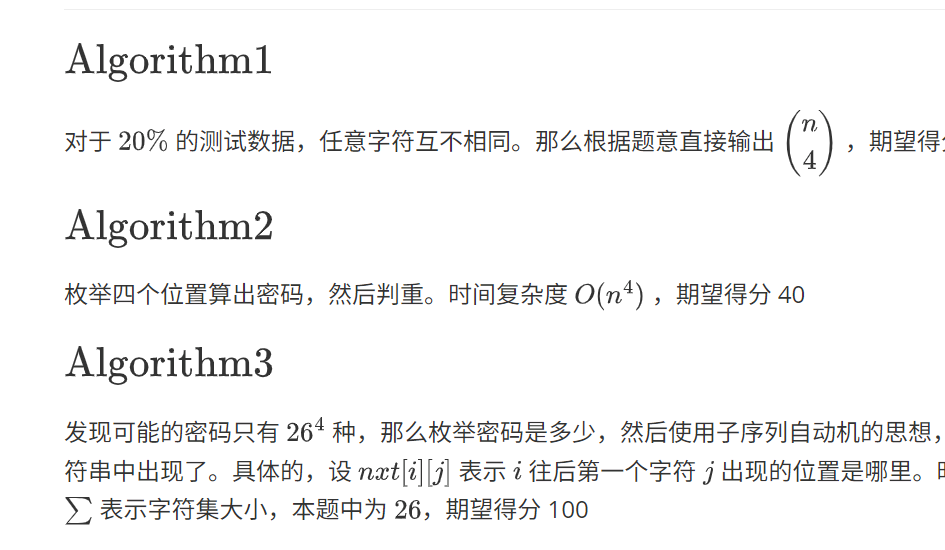 Algorithm1
对于 20% 的测试数据，任意字符互不相同。那么根据题意直接输出 $\binom{n}{4}$ ，期望得
Algorithm2
枚举四个位置算出密码，然后判重。时间复杂度 $O(n^4)$ ，期望得分 40
Algorithm3
发现可能的密码只有 $26^4$ 种，那么枚举密码是多少，然后使用子序列自动机的思想，
符串中出现了。具体的，设 $nxt[i][j]$ 表示 $i$ 往后第一个字符 $j$ 出现的位置是哪里。
$\sum$ 表示字符集大小，本题中为 26，期望得分 100